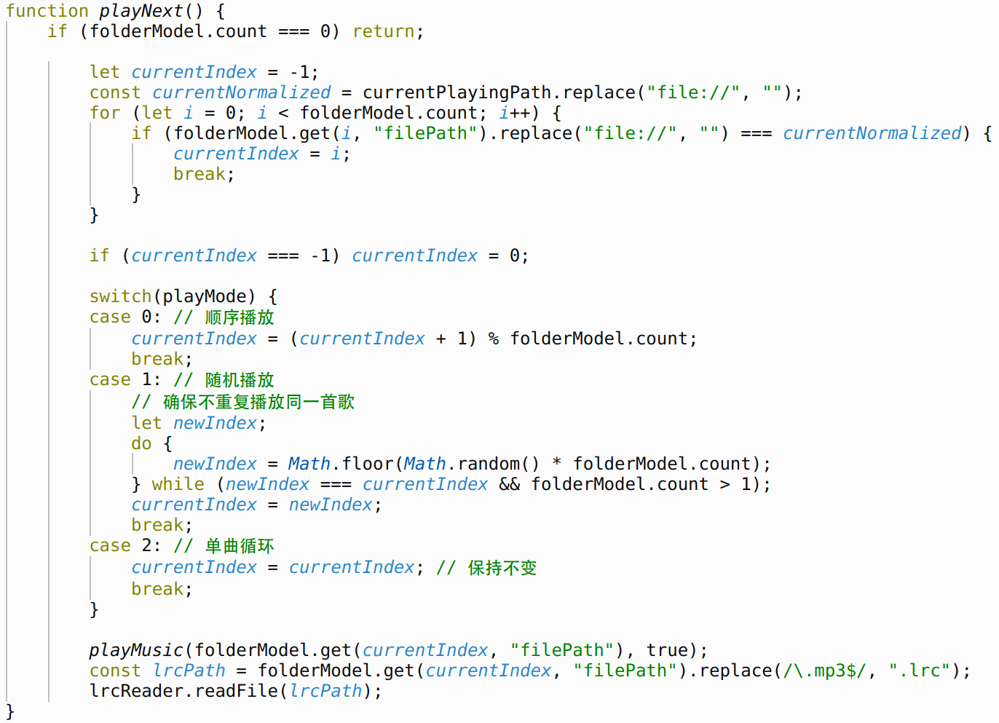 function playNext() {
    if (folderModel.count === 0) return;

        let currentIndex = -1;
        const currentNormalized = currentPlayingPath.replace("file://", "");
        for (let i = 0; i < folderModel.count; i++) {
            if (folderModel.get(i, "filePath").replace("file://", "") === currentNormalized) {
                currentIndex = i;
                break;
            }
        }

        if (currentIndex === -1) currentIndex = 0;

        switch(playMode) {
        case 0: // 顺序播放
            currentIndex = (currentIndex + 1) % folderModel.count;
            break;
        case 1: // 随机播放
            // 确保不重复播放同一首歌
            let newIndex;
            do {
                newIndex = Math.floor(Math.random() * folderModel.count);
            } while (newIndex === currentIndex && folderModel.count > 1);
            currentIndex = newIndex;
            break;
        case 2: // 单曲循环
            currentIndex = currentIndex; // 保持不变
            break;
        }

        playMusic(folderModel.get(currentIndex, "filePath"), true);
        const lrcPath = folderModel.get(currentIndex, "filePath").replace(/\.mp3$/, ".lrc");
        lrcReader.readFile(lrcPath);
}